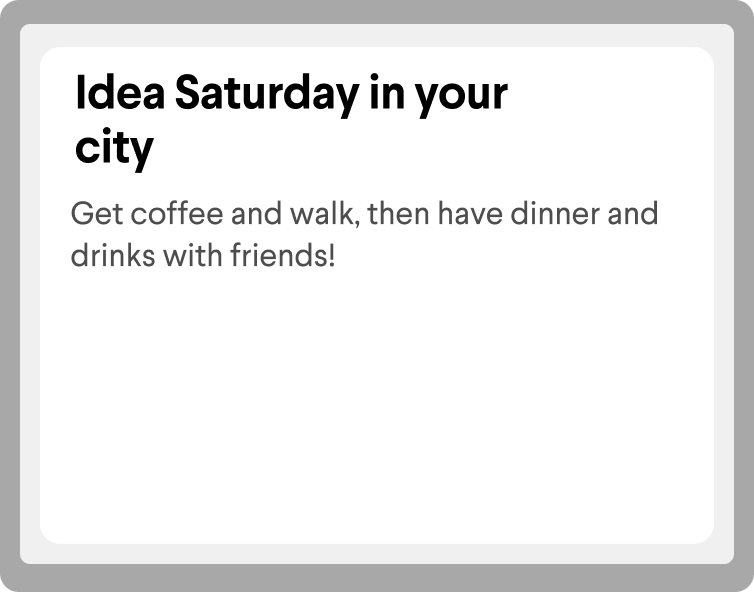 Idea Saturday in your
city
Get coffee and walk, then have dinner and
drinks with friends!